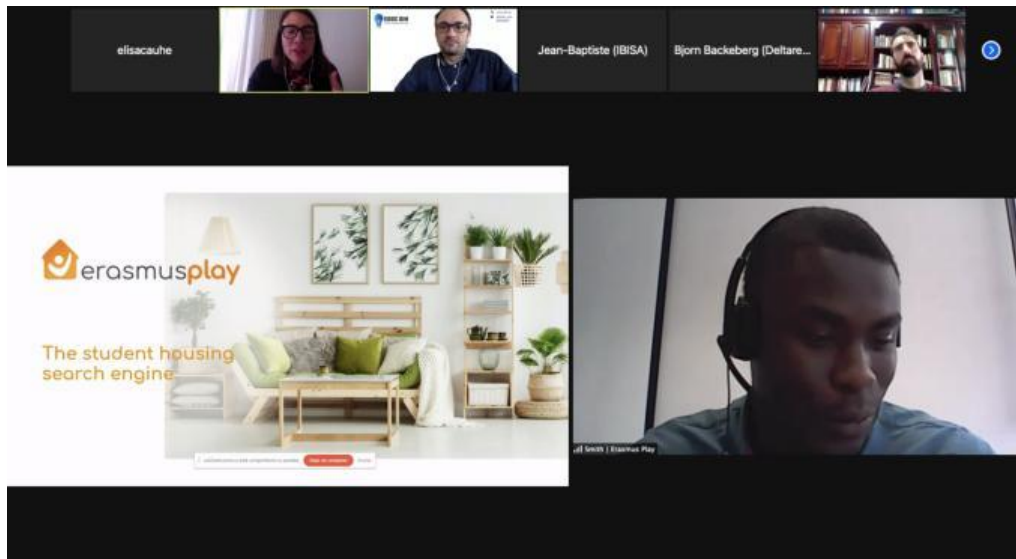 elisacauhe
Jean-Baptiste (IBISA)
Bjorn Backeberg (Deltare...
erasmusplay
The student housing
search engine
Smith | Erasmus Play